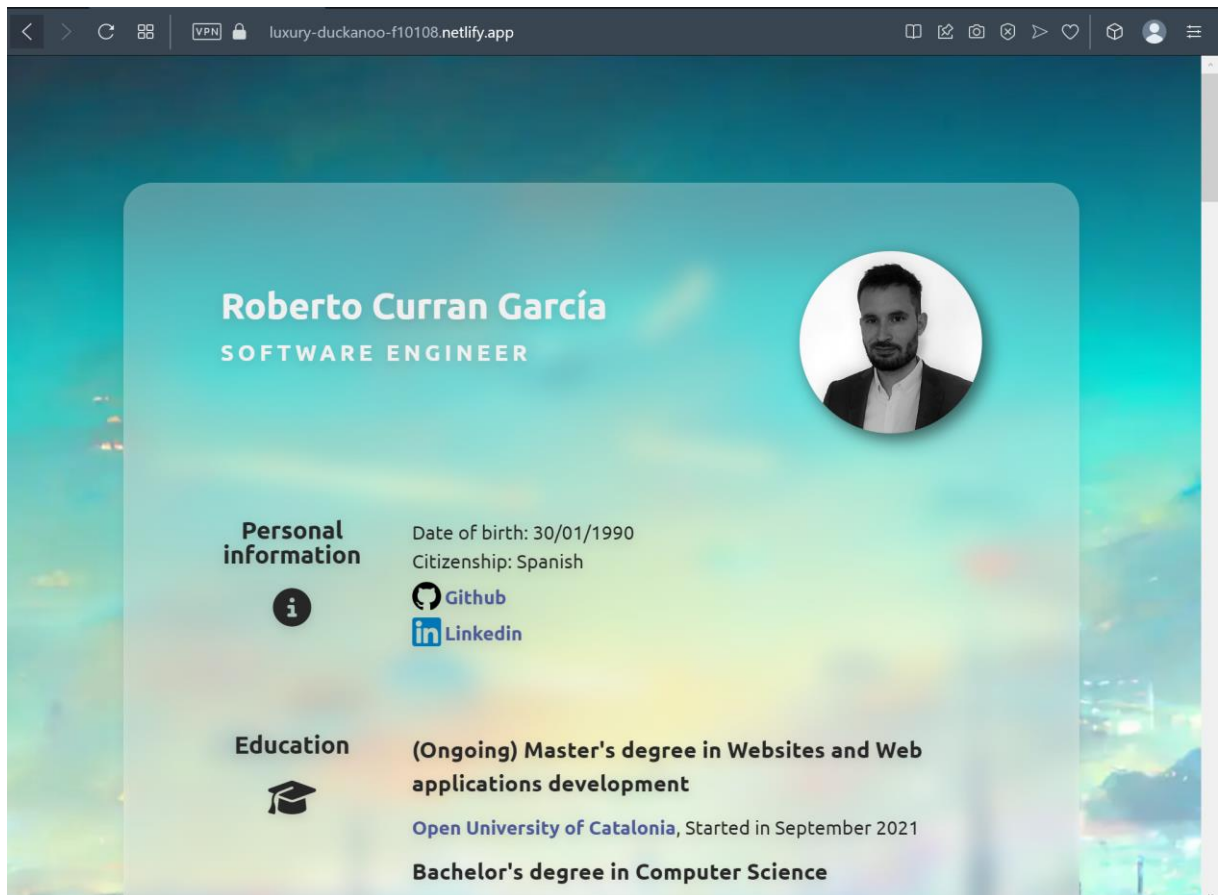 VPN luxury-duckanoo-f10108.netlify.app
Roberto Curran García
SOFTWARE ENGINEER
Personal
information
Date of birth: 30/01/1990
Citizenship: Spanish
Github
in Linkedin
Education
(Ongoing) Master's degree in Websites and Web
applications development
Open University of Catalonia, Started in September 2021
Bachelor's degree in Computer Science